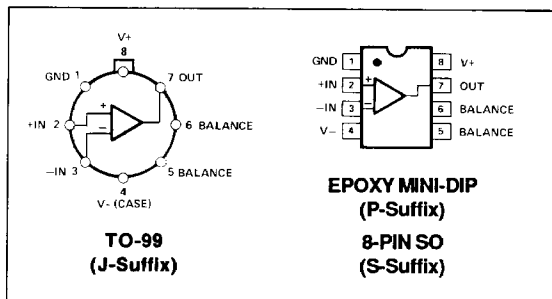 V+
8
GND 1
7 OUT
+IN 2
+
−
6 BALANCE
−IN 3
5 BALANCE
4
V- (CASE)
TO-99
(J-Suffix)
GND 1
8 V+
+IN 2
+
7 OUT
−IN 3
−
6 BALANCE
V− 4
5 BALANCE
EPOXY MINI-DIP
(P-Suffix)
8-PIN SO
(S-Suffix)